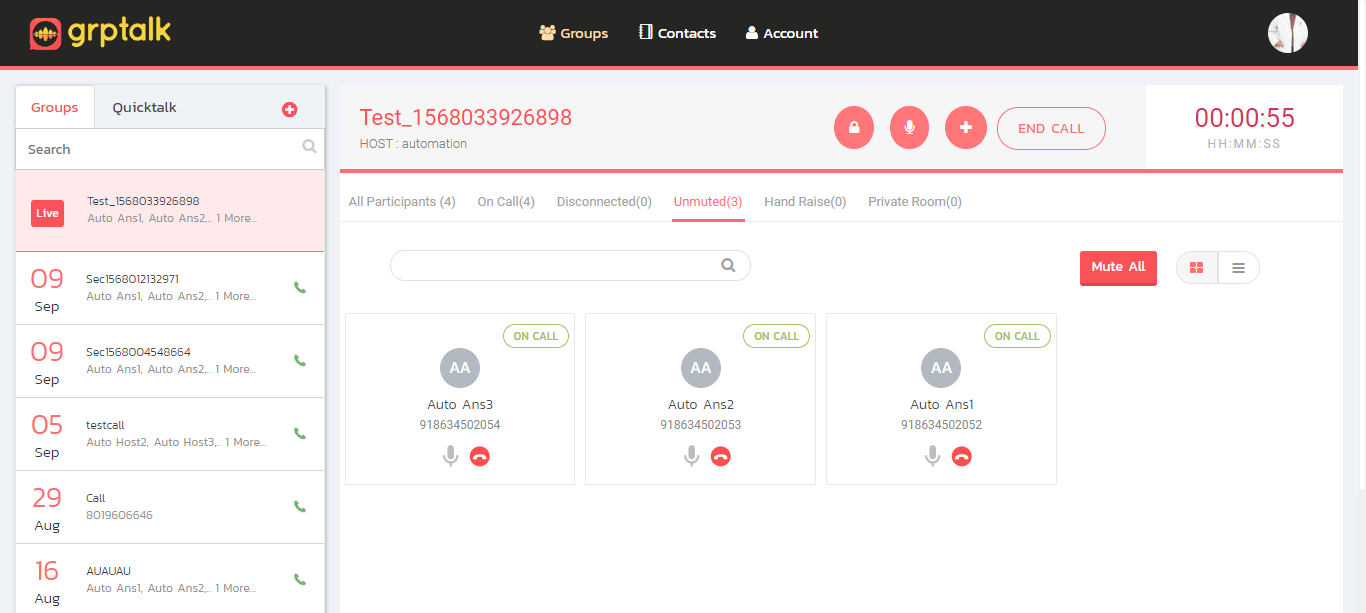 grptalk
Groups
Contacts
Account
Groups
Quicktalk
Search
Live
Test_1568033926898
Auto Ans1, Auto Ans2,.. 1 More...
09
Sep
Sec1568012132971
Auto Ans1, Auto Ans2,.. 1 More...
09
Sep
Sec1568004548664
Auto Ans1, Auto Ans2,.. 1 More...
05
Sep
testcall
Auto Host2, Auto Host3,.. 1 More...
29
Aug
Call
8019606646
16
Aug
AUAUAU
Auto Ans1, Auto Ans2,.. 1 More...
Test_1568033926898
HOST : automation
END CALL
00:00:55
HH:MM:SS
All Participants (4)
On Call(4)
Disconnected(0)
Unmuted(3)
Hand Raise(0)
Private Room(0)
Mute All
ON CALL
AA
Auto Ans3
918634502054
ON CALL
AA
Auto Ans2
918634502053
ON CALL
AA
Auto Ans1
918634502052